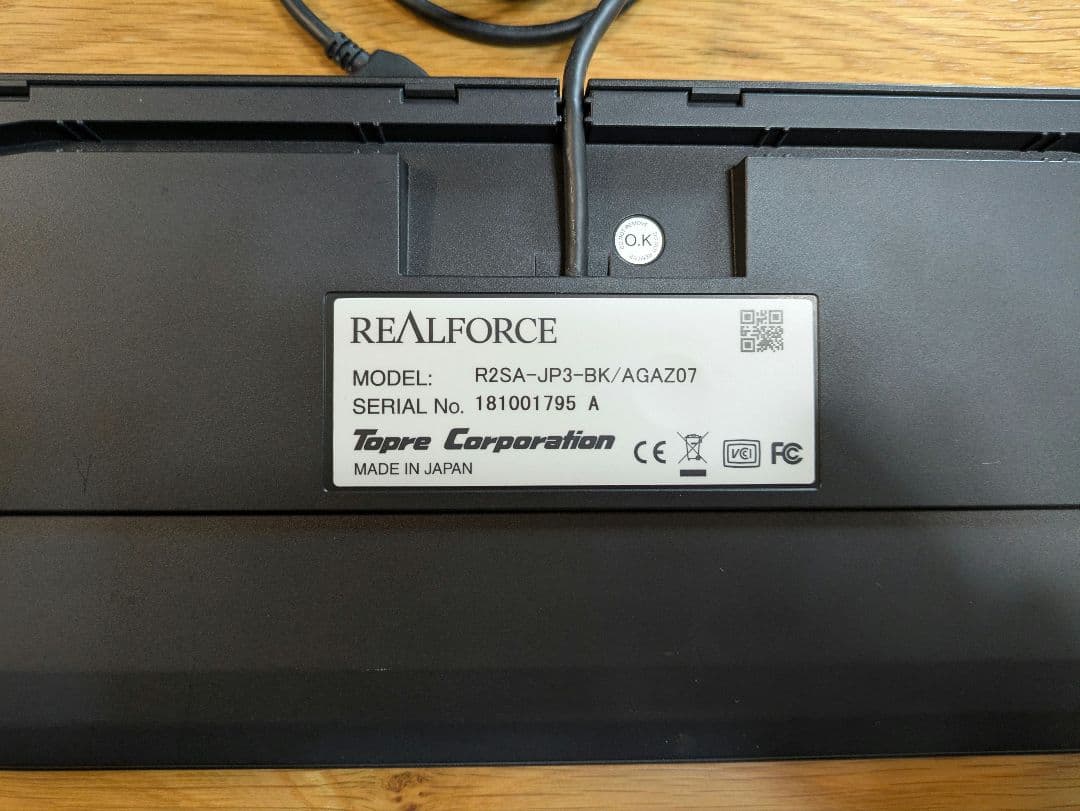 O.K
REALFORCE
MODEL: R2SA-JP3-BK/AGAZ07
SERIAL No. 181001795 A
Topre Corporation
MADE IN JAPAN
CE
VCI
FC